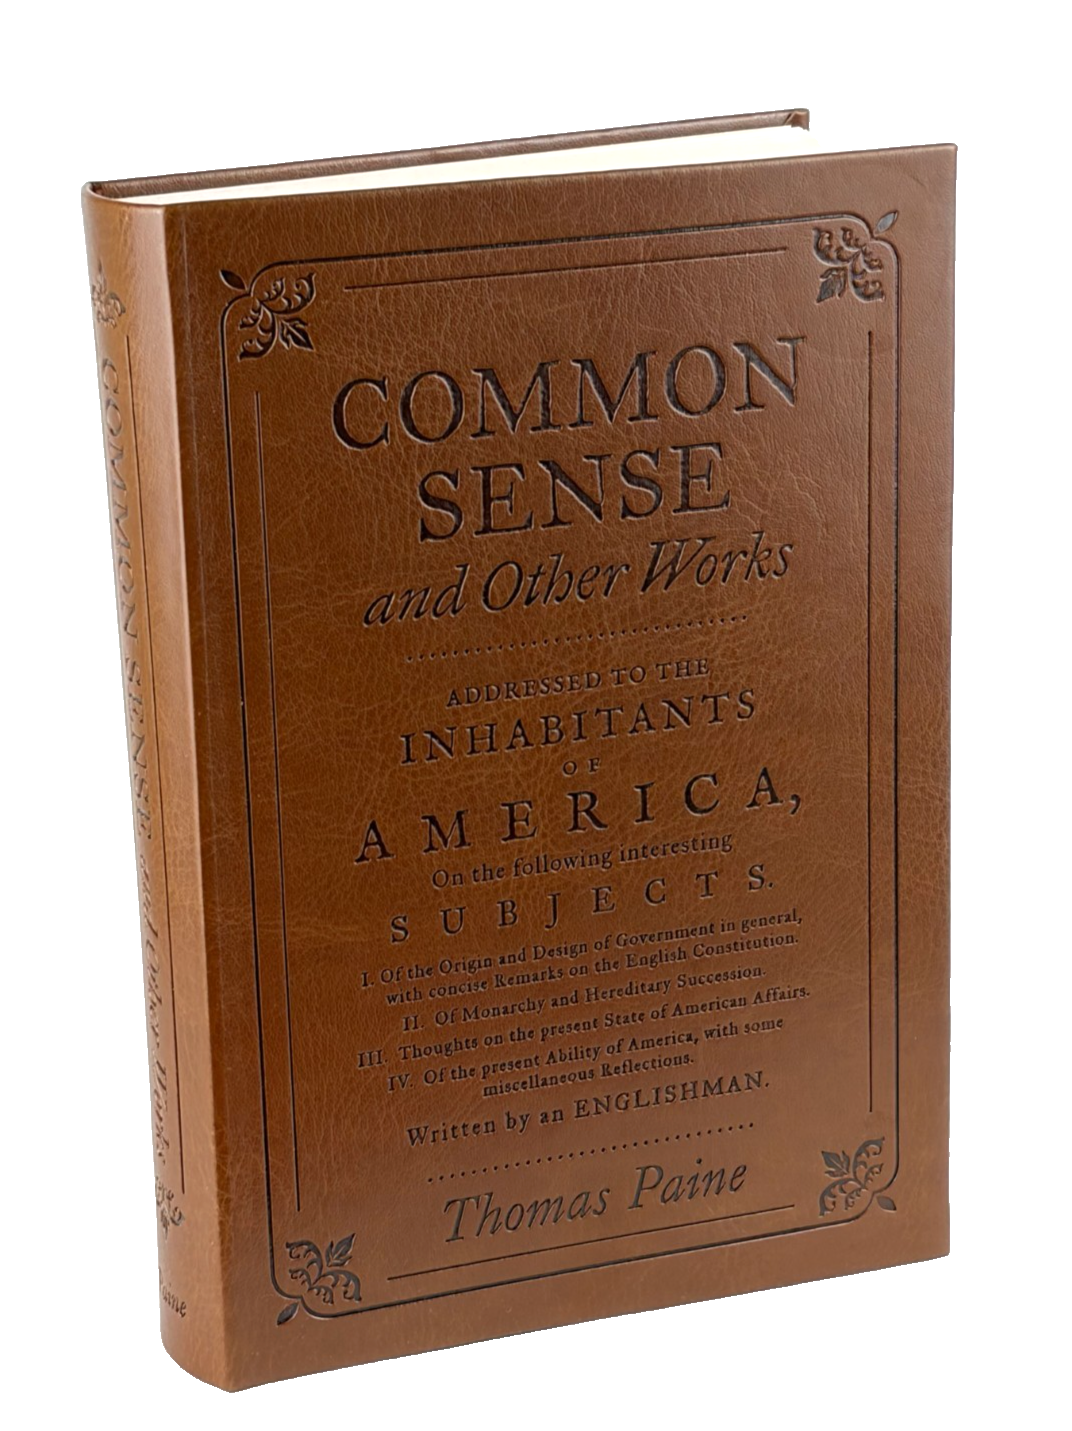 COMMON
SENSE
and Other Works
ADDRESSED TO THE
INHABITANTS
OF
AMERICA,
On the following interesting
SUBJECTS.
I. Of the Origin and Design of Government in general,
with concise Remarks on the English Constitution.
II. Of Monarchy and Hereditary Succession.
III. Thoughts on the present State of American Affairs.
IV. Of the present Ability of America, with some
miscellaneous Reflections.
Written by an ENGLISHMAN.
Thomas Paine
COMMON SENSE and Other Works
Paine